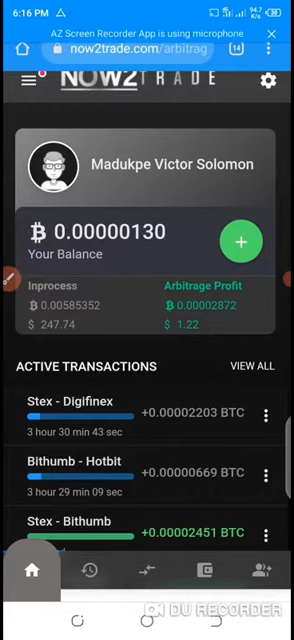 6:16 PM
94.7
K/s
AZ Screen Recorder App is using microphone
now2trade.com/arbitrag
14
NOW2TRADE
Madukpe Victor Solomon
0.00000130
Your Balance
Inprocess
Arbitrage Profit
0.00585352
0.00002872
$ 247.74
$ 1.22
ACTIVE TRANSACTIONS
VIEW ALL
Stex - Digifinex
+0.00002203 BTC
3 hour 30 min 43 sec
Bithumb - Hotbit
+0.00000669 BTC
3 hour 29 min 09 sec
Stex - Bithumb
+0.00002451 BTC
DU RECORDER